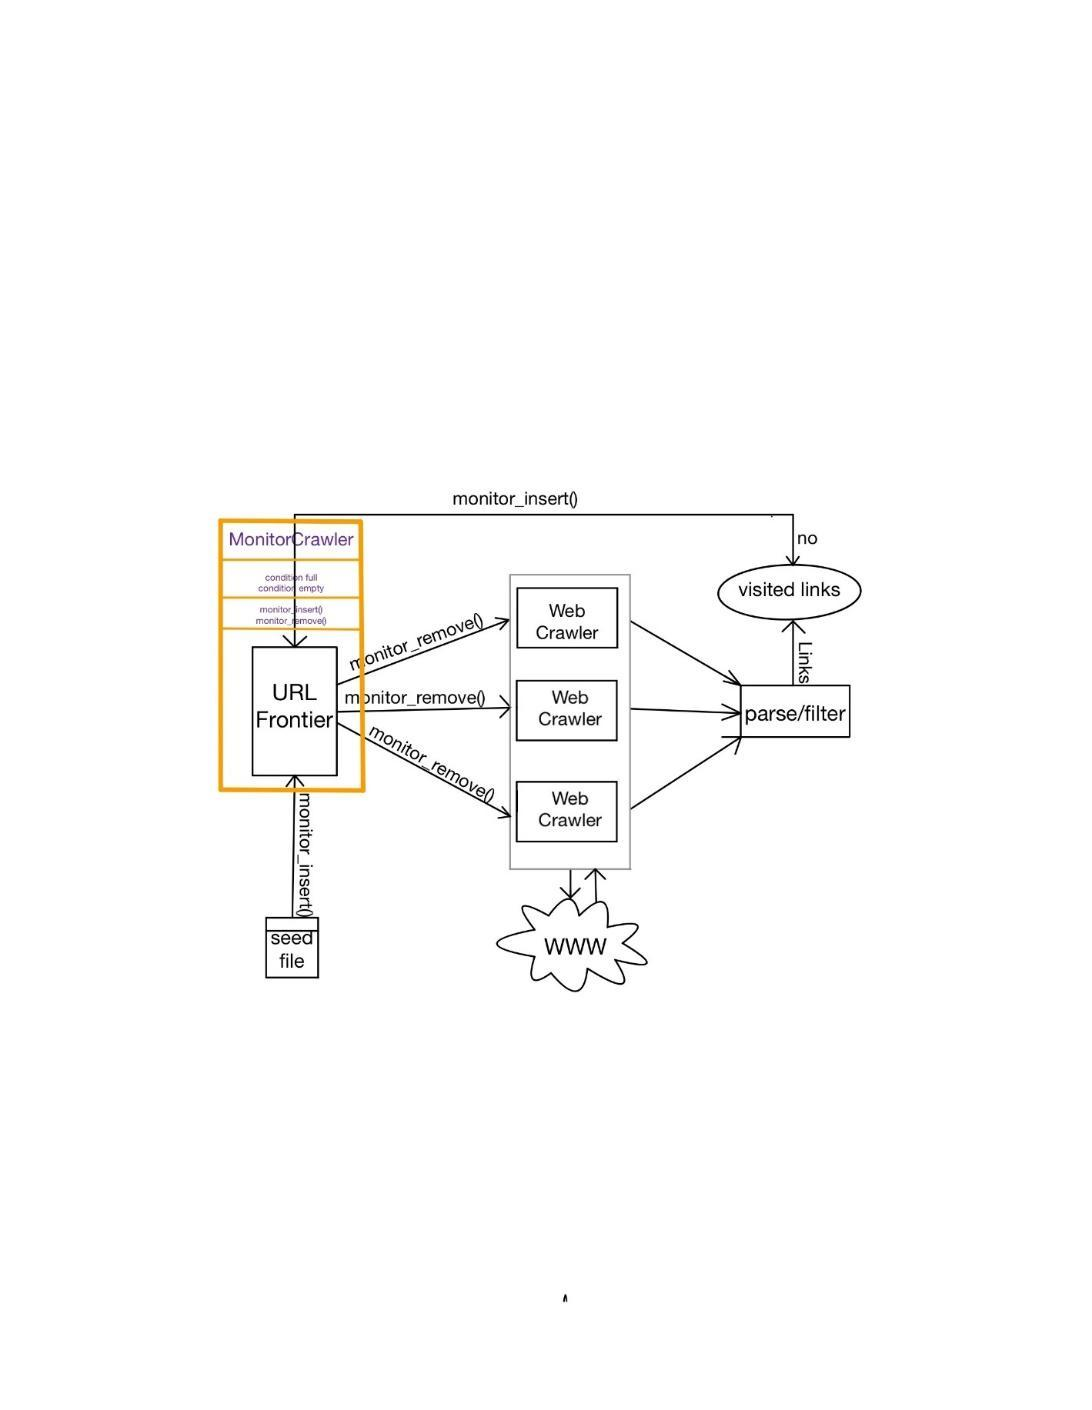 monitor_insert()
MonitorCrawler
no
condition full
condition empty
monitor_insert()
monitor_remove()
visited links
Web
Crawler
monitor_remove()
Links
URL
Frontier
monitor_remove()
Web
Crawler
parse/filter
monitor_remove()
Web
Crawler
monitor_insert()
seed
file
WWW